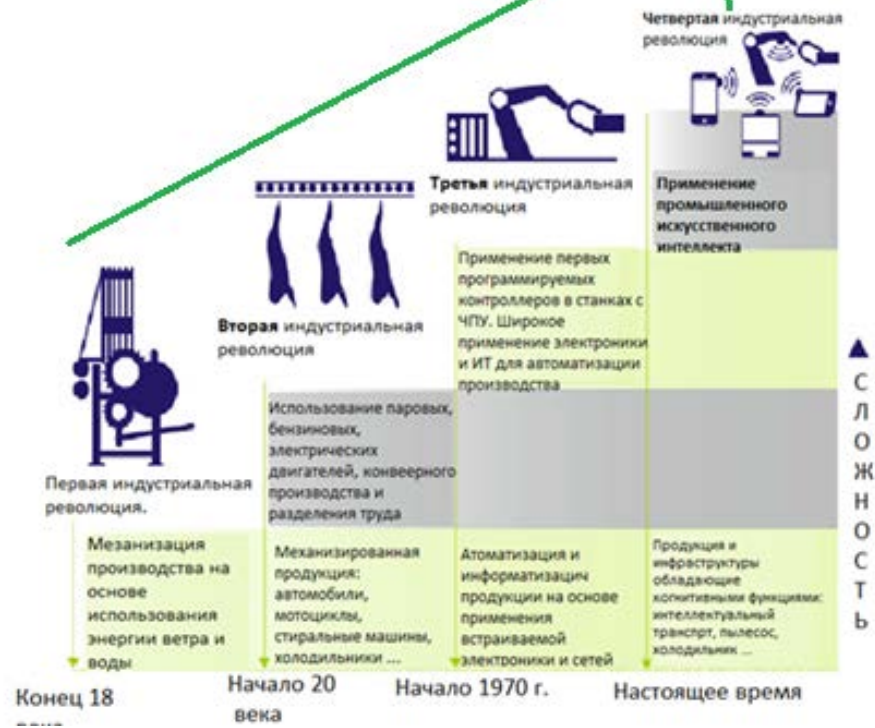 Четвертая индустриальная
революция
Третья индустриальная
революция
Применение
промышленного
искусственного
интеллекта
Вторая индустриальная
революция
Применение первых
программируемых
контроллеров в станках с
ЧПУ. Широкое
применение электроники
и ИТ для автоматизации
производства
Первая индустриальная
революция.
Использование паровых,
бензиновых,
электрических
двигателей, конвеерного
производства и
разделения труда
Мезанизация
производства на
основе
использования
энергии ветра и
воды
Механизированная
продукция:
автомобили,
мотоциклы,
стиральные машины,
холодильники ...
Атоматизация и
информатизацич
продукции на основе
применения
встраиваемой
электроники и сетей
Продукция и
инфраструктуры
обладающие
когнитивными функциями:
интеллектуальный
транспрт, пылесос,
холодильник ...
СЛОЖНОСТЬ
Конец 18
Начало 20
века
Начало 1970 г.
Настоящее время